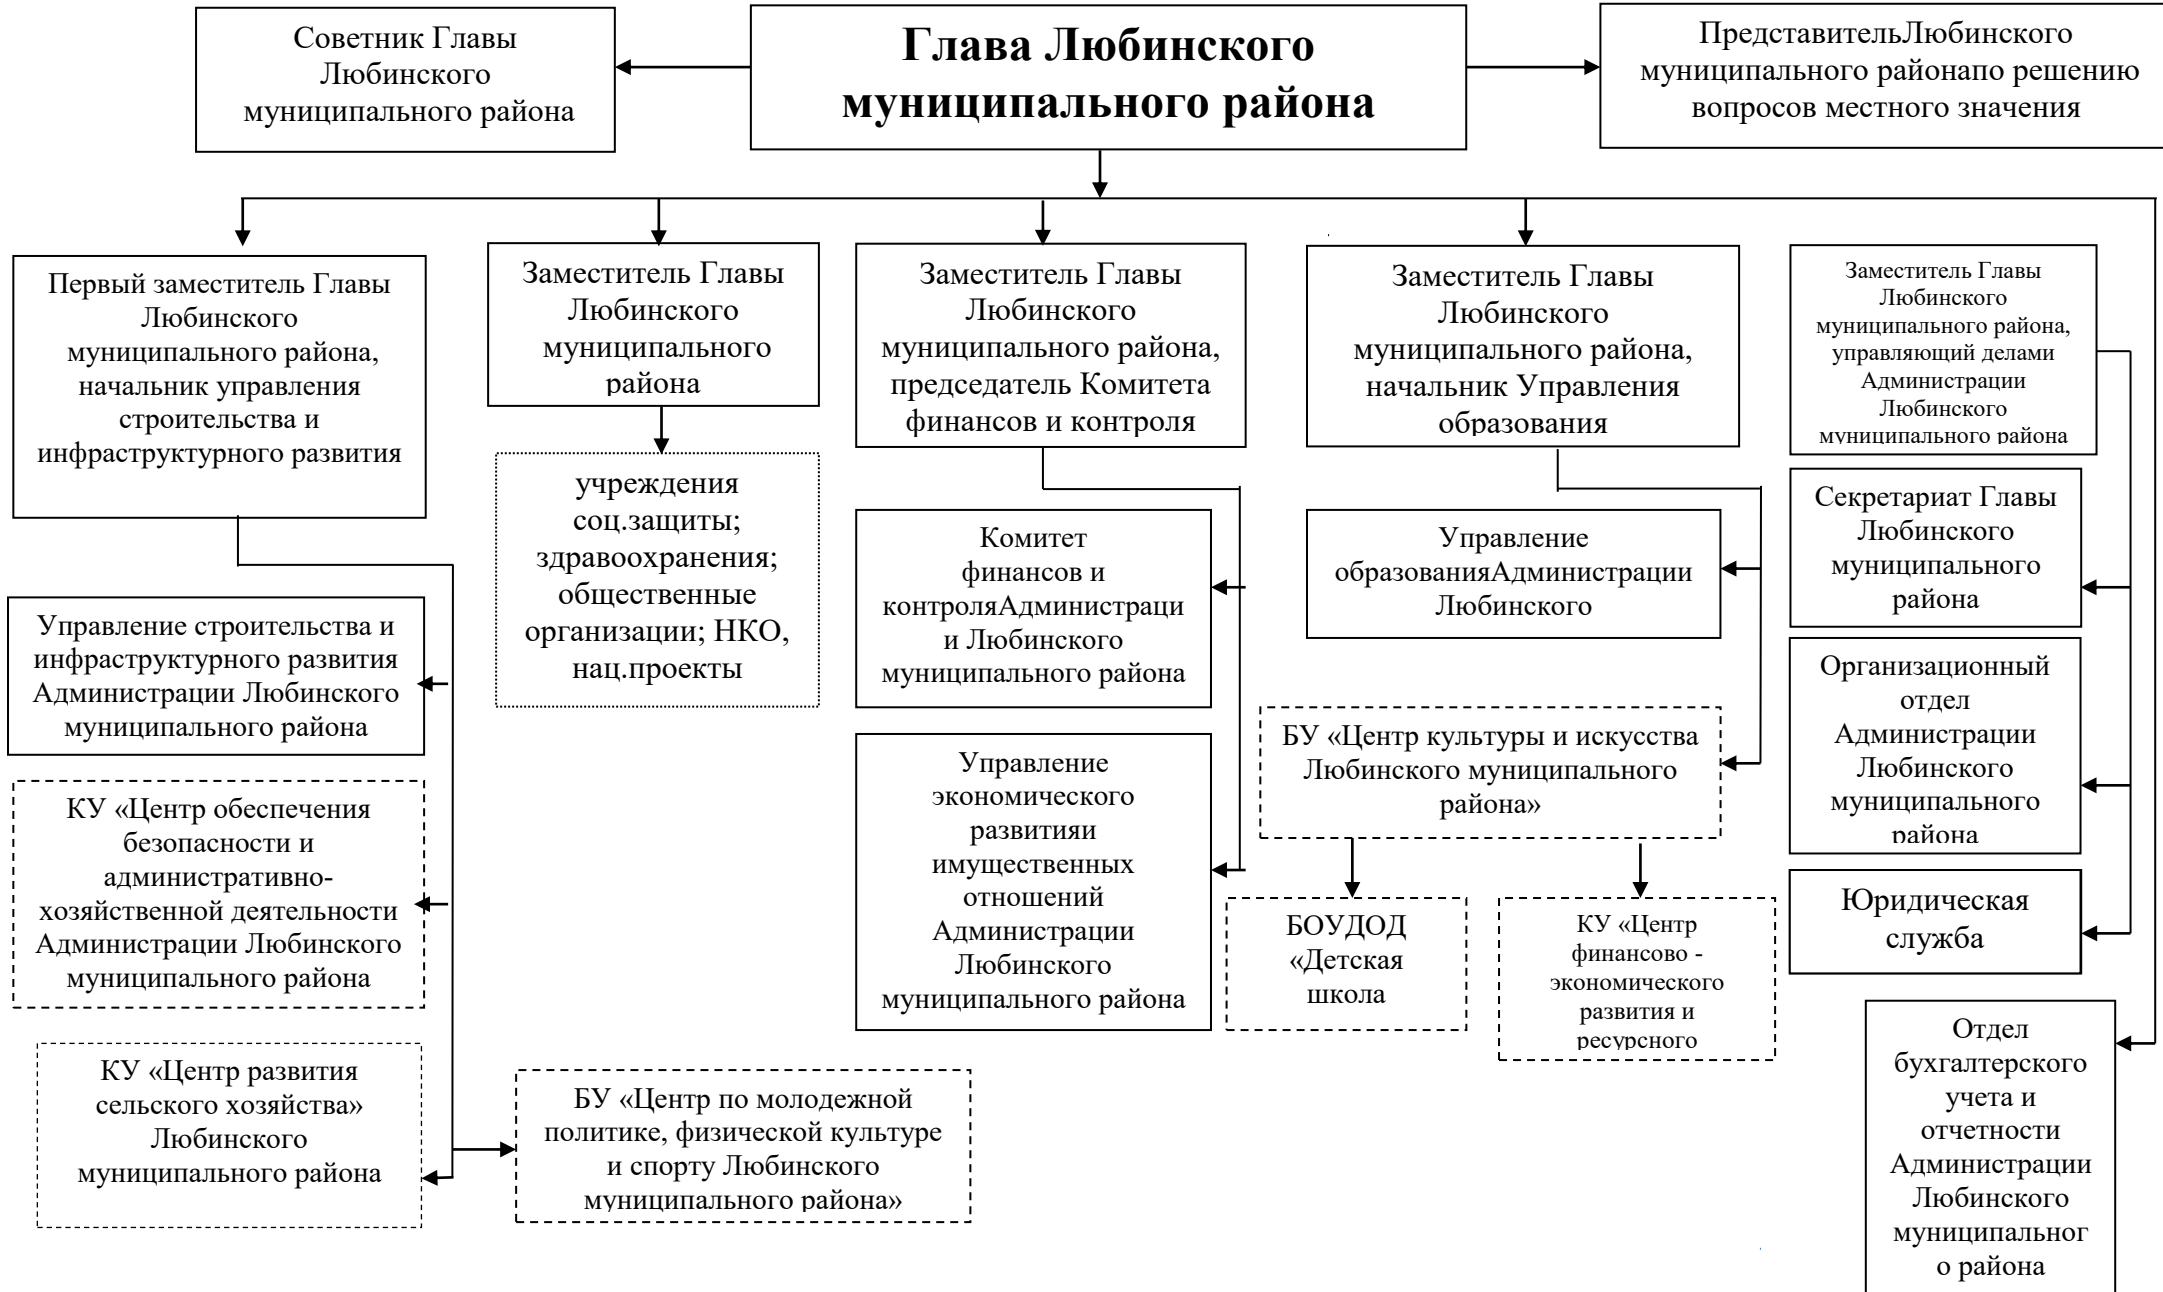 Советник Главы
Любинского
муниципального района
Глава Любинского
муниципального района
ПредставительЛюбинского
муниципального районапо решению
вопросов местного значения
Первый заместитель Главы
Любинского
муниципального района,
начальник управления
строительства и
инфраструктурного развития
Заместитель Главы
Любинского
муниципального
района
Заместитель Главы
Любинского
муниципального района,
председатель Комитета
финансов и контроля
Заместитель Главы
Любинского
муниципального района,
начальник Управления
образования
Заместитель Главы
Любинского
муниципального района,
управляющий делами
Администрации
Любинского
муниципального района
учреждения
соц.защиты;
здравоохранения;
общественные
организации; НКО,
нац.проекты
Комитет
финансов и
контроляАдминистраци
и Любинского
муниципального района
Управление
образованияАдминистрации
Любинского
Секретариат Главы
Любинского
муниципального
района
Управление строительства и
инфраструктурного развития
Администрации Любинского
муниципального района
Организационный
отдел
Администрации
Любинского
муниципального
района
БУ «Центр культуры и искусства
Любинского муниципального
района»
Управление
экономического
развитияи
имущественных
отношений
Администрации
Любинского
муниципального района
КУ «Центр обеспечения
безопасности и
административно-
хозяйственной деятельности
Администрации Любинского
муниципального района
Юридическая
служба
БОУДОД
«Детская
школа
КУ «Центр
финансово -
экономического
развития и
ресурсного
Отдел
бухгалтерского
учета и
отчетности
Администрации
Любинского
муниципальног
о района
КУ «Центр развития
сельского хозяйства»
Любинского
муниципального района
БУ «Центр по молодежной
политике, физической культуре
и спорту Любинского
муниципального района»